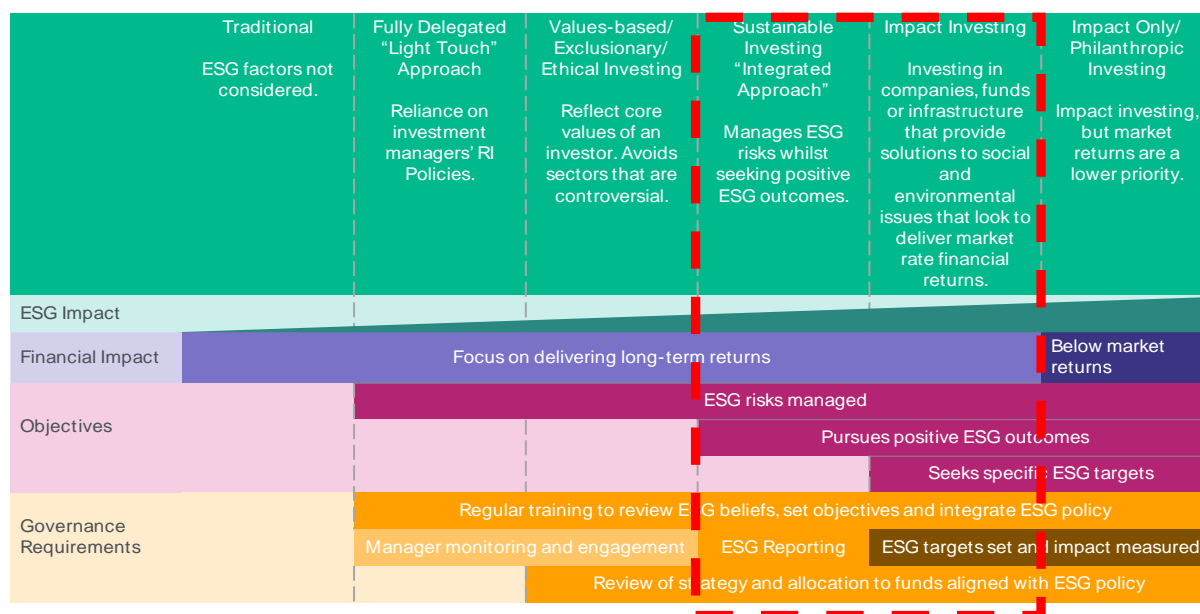 Traditional
ESG factors not
considered.
Fully Delegated
“Light Touch”
Approach
Reliance on
investment
managers’ RI
Policies.
Values-based/
Exclusionary/
Ethical Investing
Reflect core
values of an
investor. Avoids
sectors that are
controversial.
Sustainable
Investing
“Integrated
Approach”
Manages ESG
risks whilst
seeking positive
ESG outcomes.
Impact Investing
Investing in
companies, funds
or infrastructure
that provide
solutions to social
and
environmental
issues that look to
deliver market
rate financial
returns.
Impact Only/
Philanthropic
Investing
Impact investing,
but market
returns are a
lower priority.
ESG Impact
Financial Impact
Focus on delivering long-term returns
Below market
returns
Objectives
ESG risks managed
Pursues positive ESG outcomes
Seeks specific ESG targets
Governance
Requirements
Regular training to review ESG beliefs, set objectives and integrate ESG policy
Manager monitoring and engagement
ESG Reporting
ESG targets set and impact measured
Review of strategy and allocation to funds aligned with ESG policy